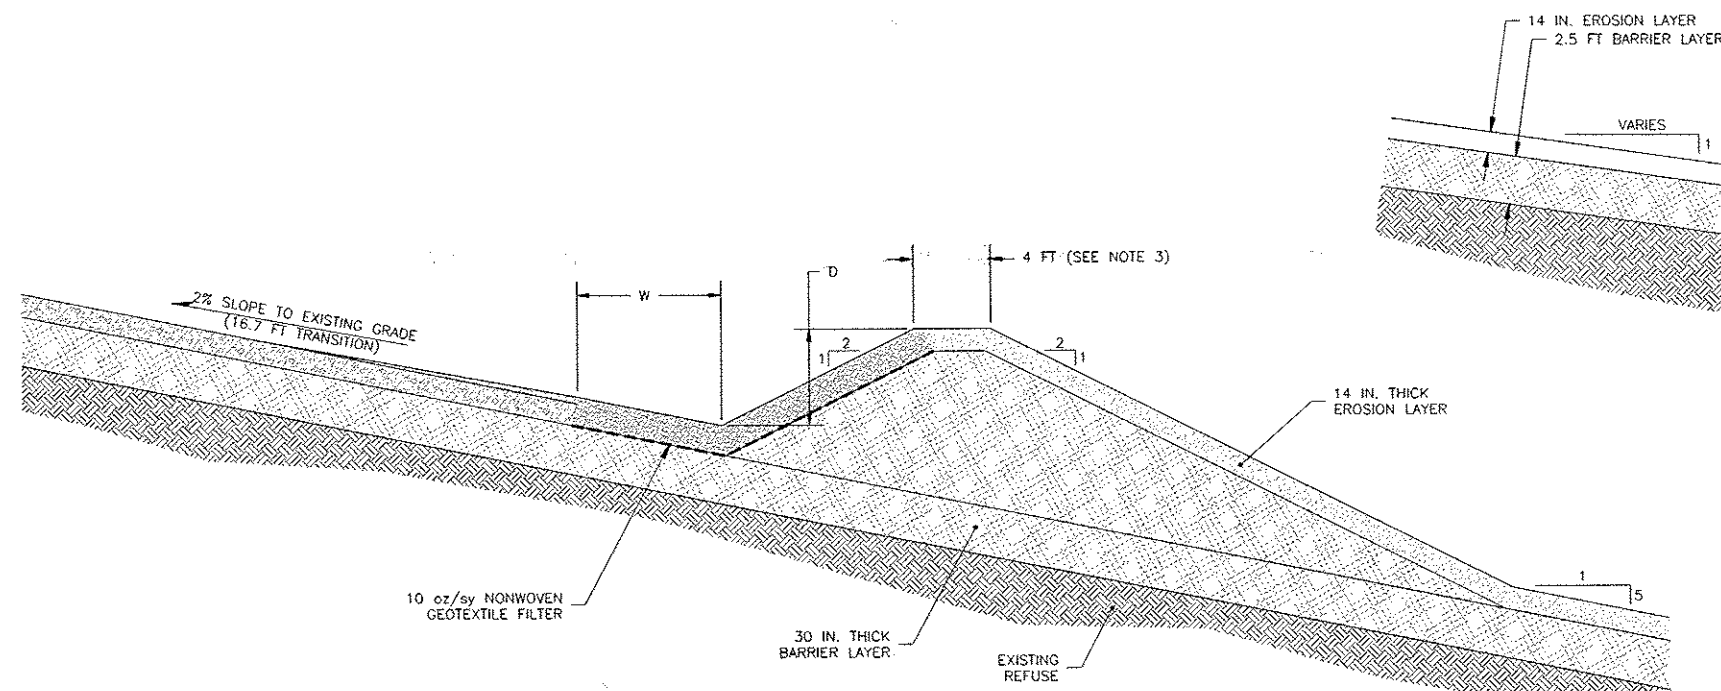 14 IN. EROSION LAYER
2.5 FT BARRIER LAYER
VARIES
1
D
4 FT (SEE NOTE 3)
W
2% SLOPE TO EXISTING GRADE
(16.7 FT TRANSITION)
2
1
2
1
14 IN. THICK
EROSION LAYER
1
5
10 oz/sy NONWOVEN
GEOTEXTILE FILTER
30 IN. THICK
BARRIER LAYER
EXISTING
REFUSE